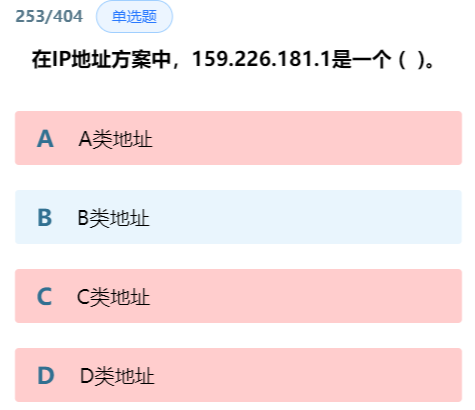 253/404 单选题
在IP地址方案中，159.226.181.1是一个 ( )。
A A类地址
B B类地址
C C类地址
D D类地址